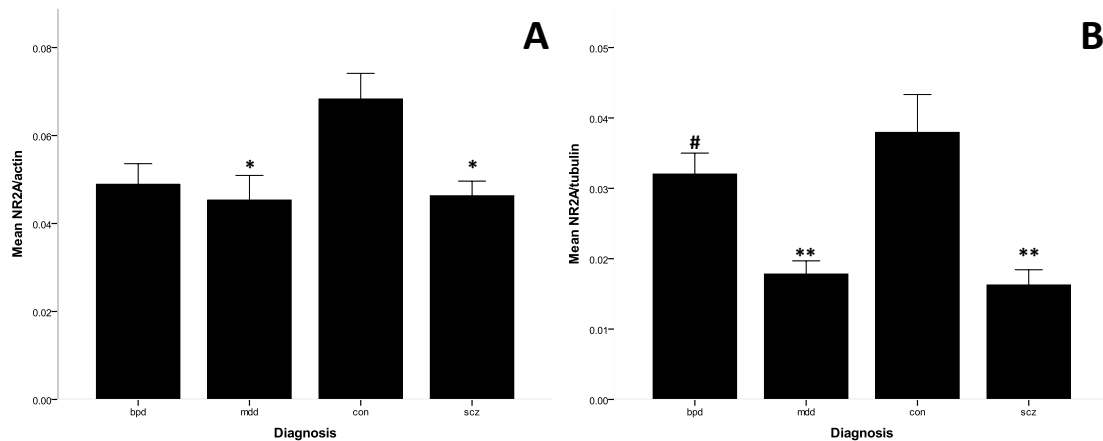 A
Mean NR2A/actin
0.08
0.06
0.04
0.02
0.00
*
*
bpd mdd con scz
Diagnosis
B
Mean NR2A/tubulin
0.05
0.04
0.03
0.02
0.01
0.00
#
**
**
bpd mdd con scz
Diagnosis